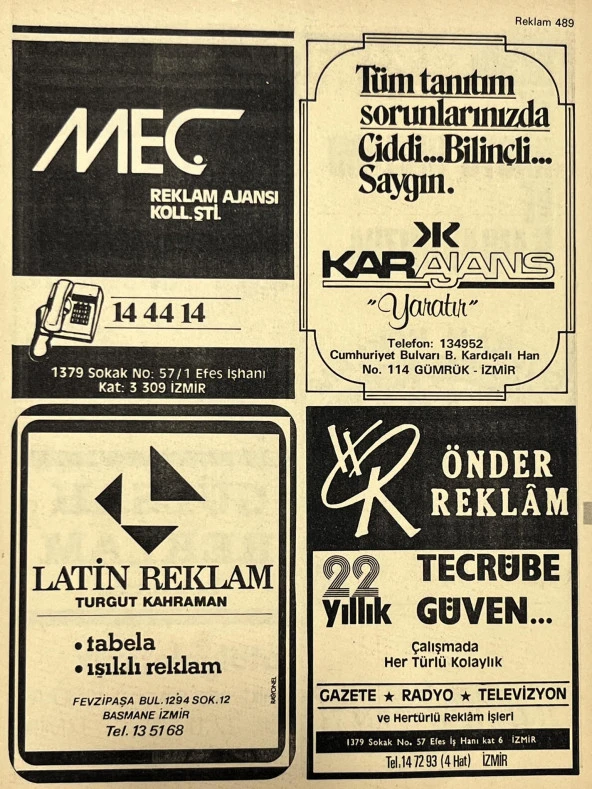 Reklam 489
MEÇ
REKLAM AJANSI
KOLL.ŞTİ.
14 44 14
1379 Sokak No: 57/1 Efes İşhanı
Kat: 3 309 İZMİR
Tüm tanıtım
sorunlarınızda
Ciddi...Bilinçli...
Saygın.
KARAJANS
"Yaratır"
Telefon: 134952
Cumhuriyet Bulvarı B. Kardıçalı Han
No. 114 GÜMRÜK - İZMİR
LATİN REKLAM
TURGUT KAHRAMAN
• tabela
• ışıklı reklam
FEVZİPAŞA BUL. 1294 SOK. 12
BASMANE İZMİR
Tel. 13 51 68
ÖNDER
REKLÂM
22 TECRÜBE
yıllık GÜVEN...
Çalışmada
Her Türlü Kolaylık
GAZETE ★ RADYO ★ TELEVİZYON
ve Hertürlü Reklâm İşleri
1379 Sokak No. 57 Efes İş Hanı kat 6 İZMİR
Tel.14 72 93 (4 Hat) İZMİR